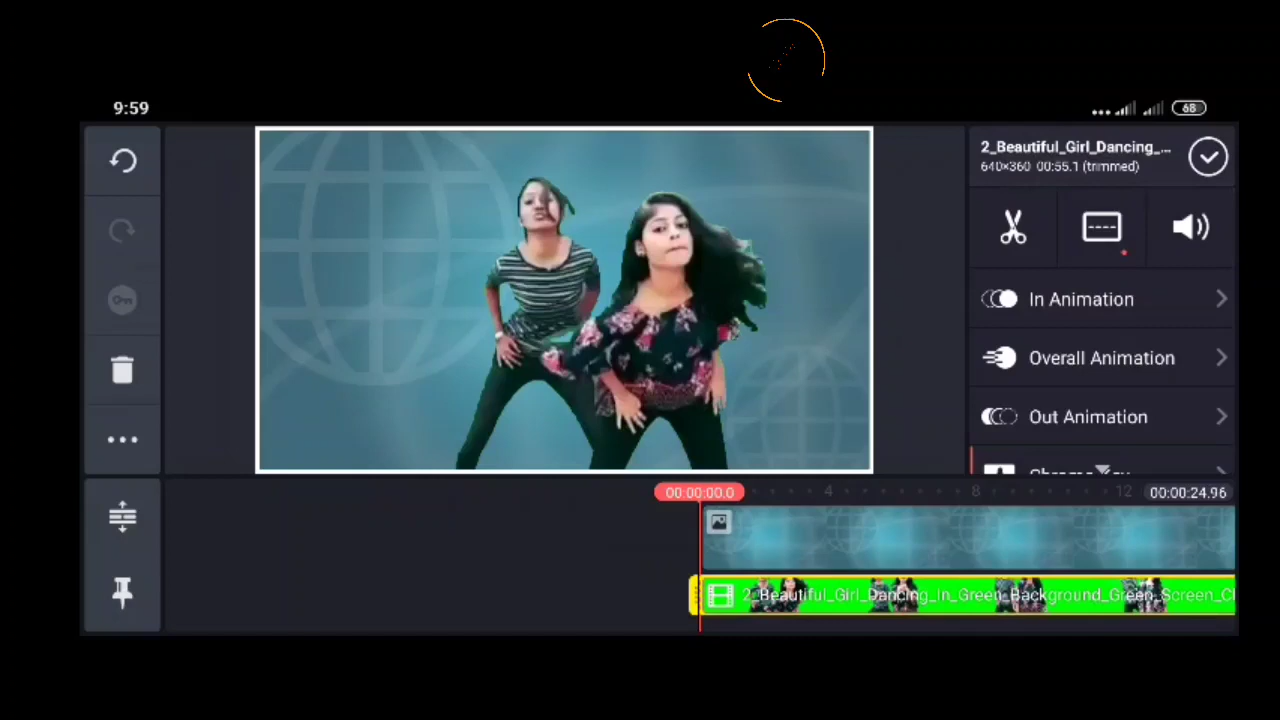 9:59
68
2_Beautiful_Girl_Dancing_...
640×360 00:55.1 (trimmed)
In Animation
Overall Animation
Out Animation
00:00:00.0
4
8
12
00:00:24.96
2_Beautiful_Girl_Dancing_In_Green_Background_Green_Screen_Cl